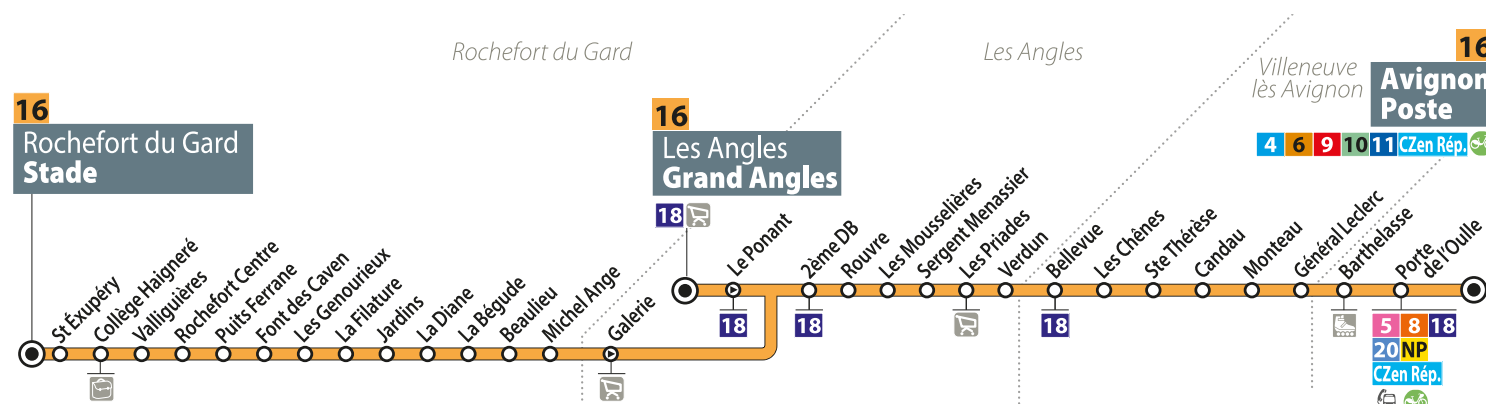 Rochefort du Gard
Les Angles
Villeneuve
lès Avignon
16
Rochefort du Gard
Stade
16
Les Angles
Grand Angles
18
16
Avignon
Poste
4 6 9 10 11 CZen Rép.
St Éxupéry
Collège Haigneré
Valliguières
Rochefort Centre
Puits Ferrane
Font des Caven
Les Genourieux
La Filature
Jardins
La Diane
La Bégude
Beaulieu
Michel Ange
Galerie
Le Ponant
18
2ème DB
18
Rouvre
Les Mousselières
Sergent Menassier
Les Priades
Verdun
Bellevue
18
Les Chênes
Ste Thérèse
Candau
Monteau
Général Leclerc
Barthelasse
Porte
de l'Oulle
5 8 18
20 NP
CZen Rép.